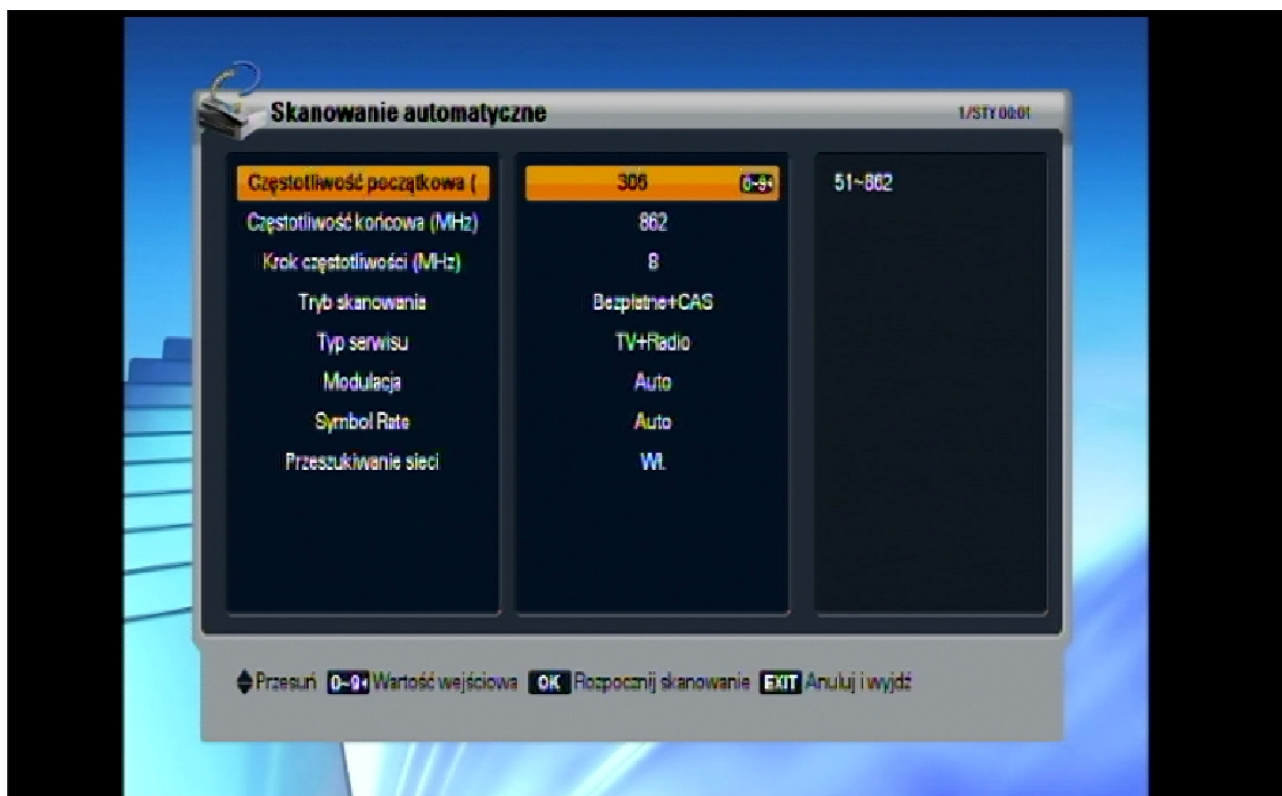 Skanowanie automatyczne 1/STY 00:01
Częstotliwość początkowa ( 306 0~9 51~862
Częstotliwość końcowa (MHz) 862
Krok częstotliwości (MHz) 8
Tryb skanowania Bezpłatne+CAS
Typ serwisu TV+Radio
Modulacja Auto
Symbol Rate Auto
Przeszukiwanie sieci Wł.
Przesuń 0~9 Wartość wejściowa OK Rozpocznij skanowanie EXIT Anuluj i wyjdź